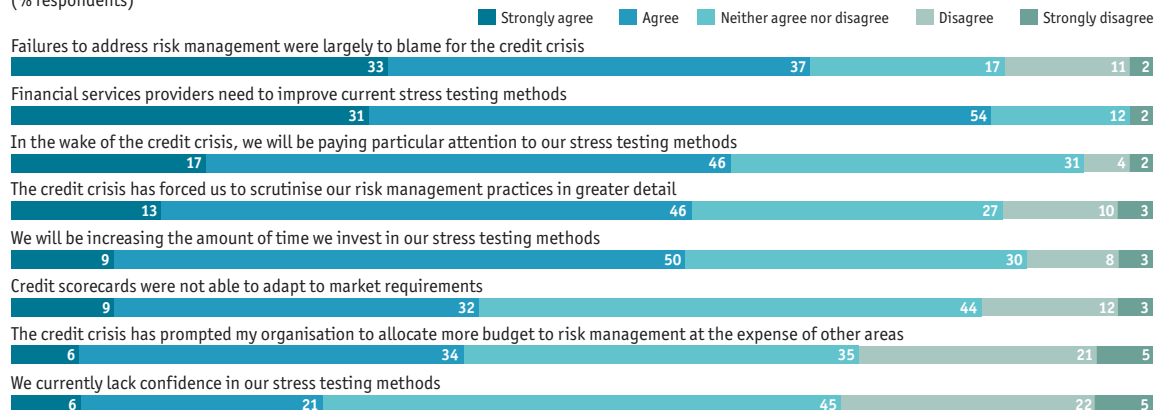 (% respondents)
Strongly agree Agree Neither agree nor disagree Disagree Strongly disagree
Failures to address risk management were largely to blame for the credit crisis
33 37 17 11 2
Financial services providers need to improve current stress testing methods
31 54 12 2
In the wake of the credit crisis, we will be paying particular attention to our stress testing methods
17 46 31 4 2
The credit crisis has forced us to scrutinise our risk management practices in greater detail
13 46 27 10 3
We will be increasing the amount of time we invest in our stress testing methods
9 50 30 8 3
Credit scorecards were not able to adapt to market requirements
9 32 44 12 3
The credit crisis has prompted my organisation to allocate more budget to risk management at the expense of other areas
6 34 35 21 5
We currently lack confidence in our stress testing methods
6 21 45 22 5